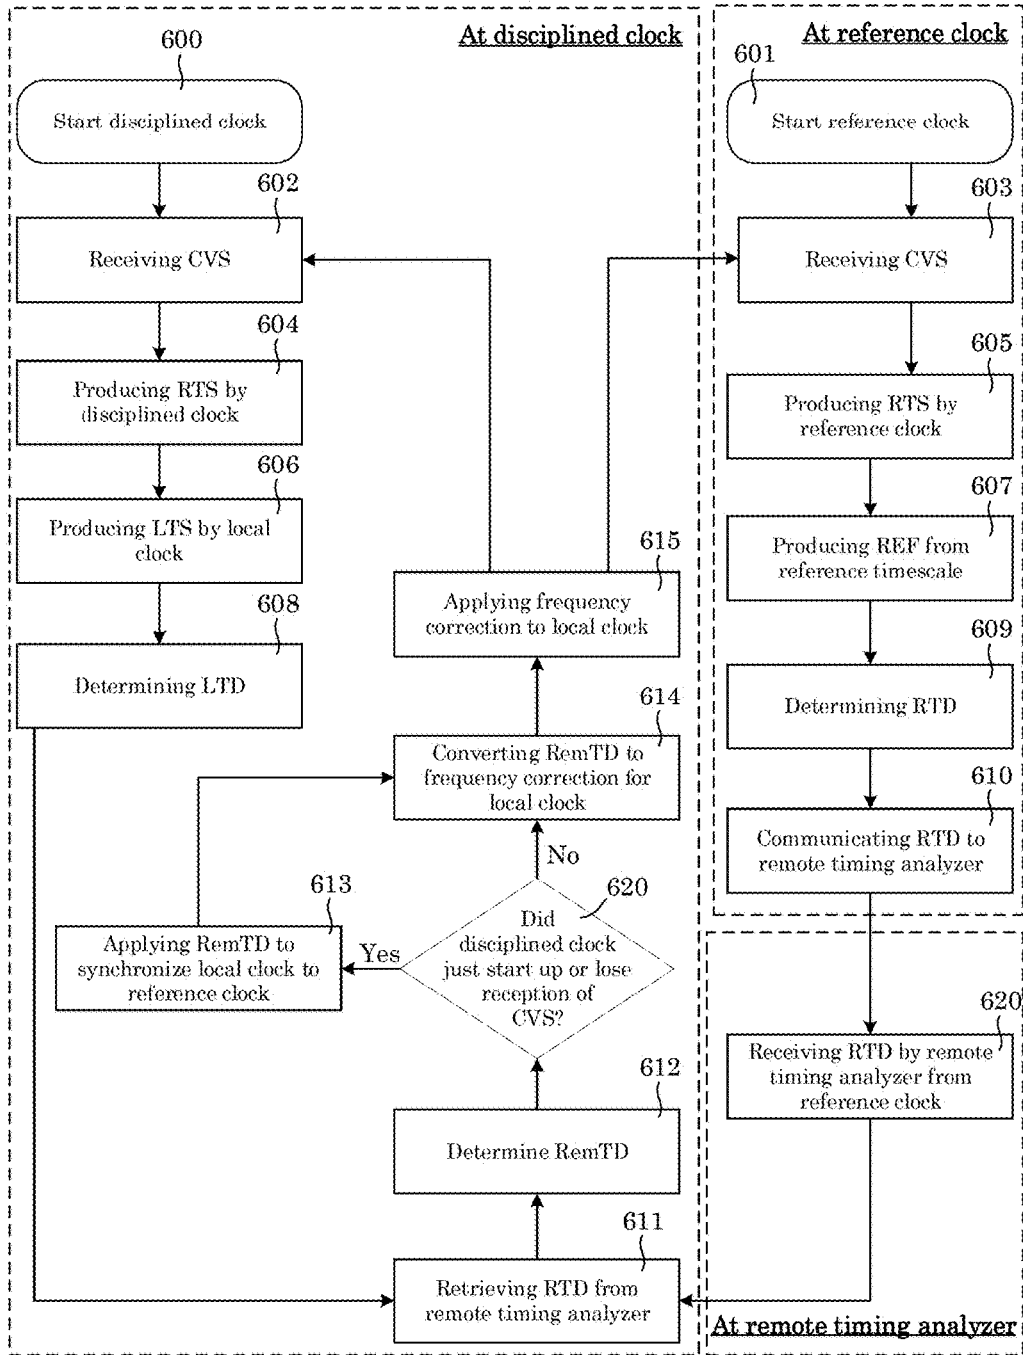 At disciplined clock
600
Start disciplined clock
602
Receiving CVS
604
Producing RTS by
disciplined clock
606
Producing LTS by local
clock
608
Determining LTD
615
Applying frequency
correction to local clock
614
Converting RemTD to
frequency correction for
local clock
No
613
Applying RemTD to
synchronize local clock to
reference clock
Yes
620
Did
disciplined clock
just start up or lose
reception of
CVS?
612
Determine RemTD
611
Retrieving RTD from
remote timing analyzer
At reference clock
601
Start reference clock
603
Receiving CVS
605
Producing RTS by
reference clock
607
Producing REF from
reference timescale
609
Determining RTD
610
Communicating RTD to
remote timing analyzer
620
Receiving RTD by remote
timing analyzer from
reference clock
At remote timing analyzer